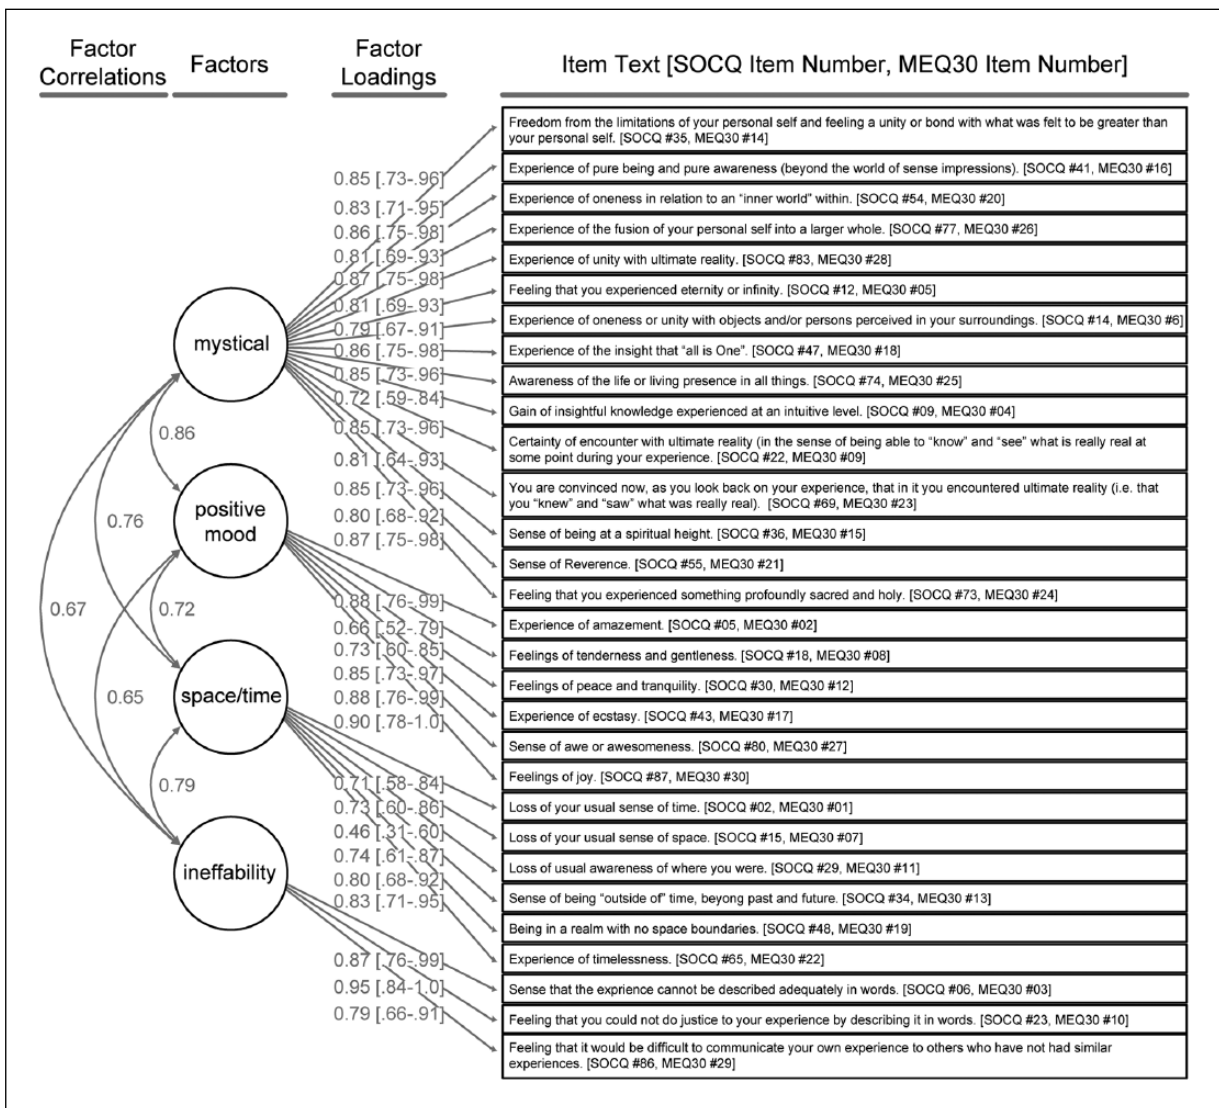 Factor Correlations
Factors
Factor Loadings
Item Text [SOCQ Item Number, MEQ30 Item Number]
mystical
positive mood
space/time
ineffability
0.86
0.76
0.67
0.72
0.65
0.79
0.85 [.73-.96]
0.83 [.71-.95]
0.86 [.75-.98]
0.81 [.69-.93]
0.87 [.75-.98]
0.81 [.69-.93]
0.79 [.67-.91]
0.86 [.75-.98]
0.85 [.73-.96]
0.72 [.59-.84]
0.85 [.73-.96]
0.81 [.64-.93]
0.85 [.73-.96]
0.80 [.68-.92]
0.87 [.75-.98]
0.88 [.76-.99]
0.66 [.52-.79]
0.73 [.60-.85]
0.85 [.73-.97]
0.88 [.76-.99]
0.90 [.78-1.0]
0.71 [.58-.84]
0.73 [.60-.86]
0.46 [.31-.60]
0.74 [.61-.87]
0.80 [.68-.92]
0.83 [.71-.95]
0.87 [.76-.99]
0.95 [.84-1.0]
0.79 [.66-.91]
Freedom from the limitations of your personal self and feeling a unity or bond with what was felt to be greater than
your personal self. [SOCQ #35, MEQ30 #14]
Experience of pure being and pure awareness (beyond the world of sense impressions). [SOCQ #41, MEQ30 #16]
Experience of oneness in relation to an "inner world" within. [SOCQ #54, MEQ30 #20]
Experience of the fusion of your personal self into a larger whole. [SOCQ #77, MEQ30 #26]
Experience of unity with ultimate reality. [SOCQ #83, MEQ30 #28]
Feeling that you experienced eternity or infinity. [SOCQ #12, MEQ30 #05]
Experience of oneness or unity with objects and/or persons perceived in your surroundings. [SOCQ #14, MEQ30 #6]
Experience of the insight that "all is One". [SOCQ #47, MEQ30 #18]
Awareness of the life or living presence in all things. [SOCQ #74, MEQ30 #25]
Gain of insightful knowledge experienced at an intuitive level. [SOCQ #09, MEQ30 #04]
Certainty of encounter with ultimate reality (in the sense of being able to "know" and "see" what is really real at
some point during your experience. [SOCQ #22, MEQ30 #09]
You are convinced now, as you look back on your experience, that in it you encountered ultimate reality (i.e. that
you "knew" and "saw" what was really real). [SOCQ #69, MEQ30 #23]
Sense of being at a spiritual height. [SOCQ #36, MEQ30 #15]
Sense of Reverence. [SOCQ #55, MEQ30 #21]
Feeling that you experienced something profoundly sacred and holy. [SOCQ #73, MEQ30 #24]
Experience of amazement. [SOCQ #05, MEQ30 #02]
Feelings of tenderness and gentleness. [SOCQ #18, MEQ30 #08]
Feelings of peace and tranquility. [SOCQ #30, MEQ30 #12]
Experience of ecstasy. [SOCQ #43, MEQ30 #17]
Sense of awe or awesomeness. [SOCQ #80, MEQ30 #27]
Feelings of joy. [SOCQ #87, MEQ30 #30]
Loss of your usual sense of time. [SOCQ #02, MEQ30 #01]
Loss of your usual sense of space. [SOCQ #15, MEQ30 #07]
Loss of usual awareness of where you were. [SOCQ #29, MEQ30 #11]
Sense of being "outside of" time, beyong past and future. [SOCQ #34, MEQ30 #13]
Being in a realm with no space boundaries. [SOCQ #48, MEQ30 #19]
Experience of timelessness. [SOCQ #65, MEQ30 #22]
Sense that the exprience cannot be described adequately in words. [SOCQ #06, MEQ30 #03]
Feeling that you could not do justice to your experience by describing it in words. [SOCQ #23, MEQ30 #10]
Feeling that it would be difficult to communicate your own experience to others who have not had similar
experiences. [SOCQ #86, MEQ30 #29]